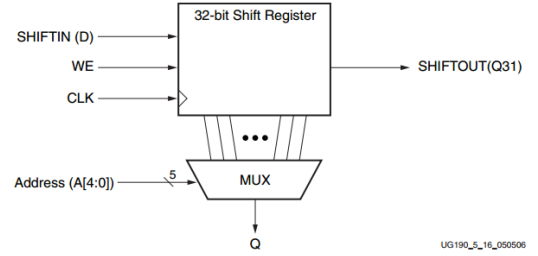 32-bit Shift Register
SHIFTIN (D)
WE
SHIFTOUT(Q31)
CLK
5
Address (A[4:0])
MUX
Q
UG190_5_16_050506